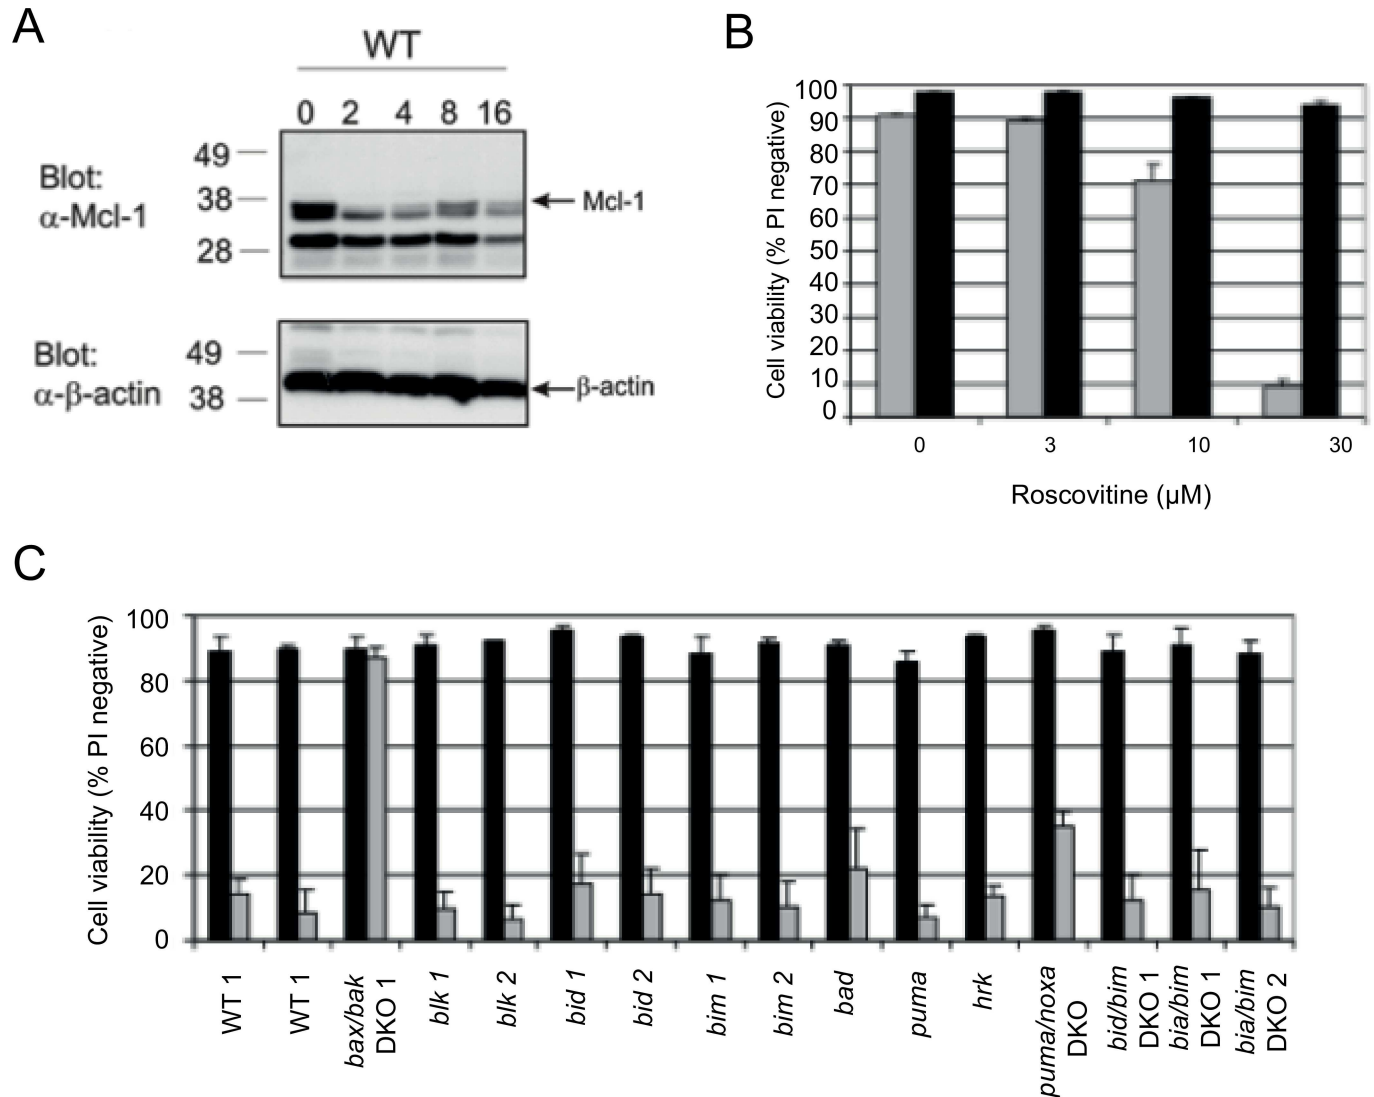 A
WT
0 2 4 8 16
Blot:
α-Mcl-1
49
38
28
Mcl-1
Blot:
α-β-actin
49
38
β-actin
B
Cell viability (% PI negative)
100
90
80
70
60
50
40
30
20
10
0
0 3 10 30
Roscovitine (µM)
C
Cell viability (% PI negative)
100
80
60
40
20
0
WT 1
WT 1
bax/bak
DKO 1
blk 1
blk 2
bid 1
bid 2
bim 1
bim 2
bad
puma
hrk
puma/noxa
DKO
bid/bim
DKO 1
bia/bim
DKO 1
bia/bim
DKO 2